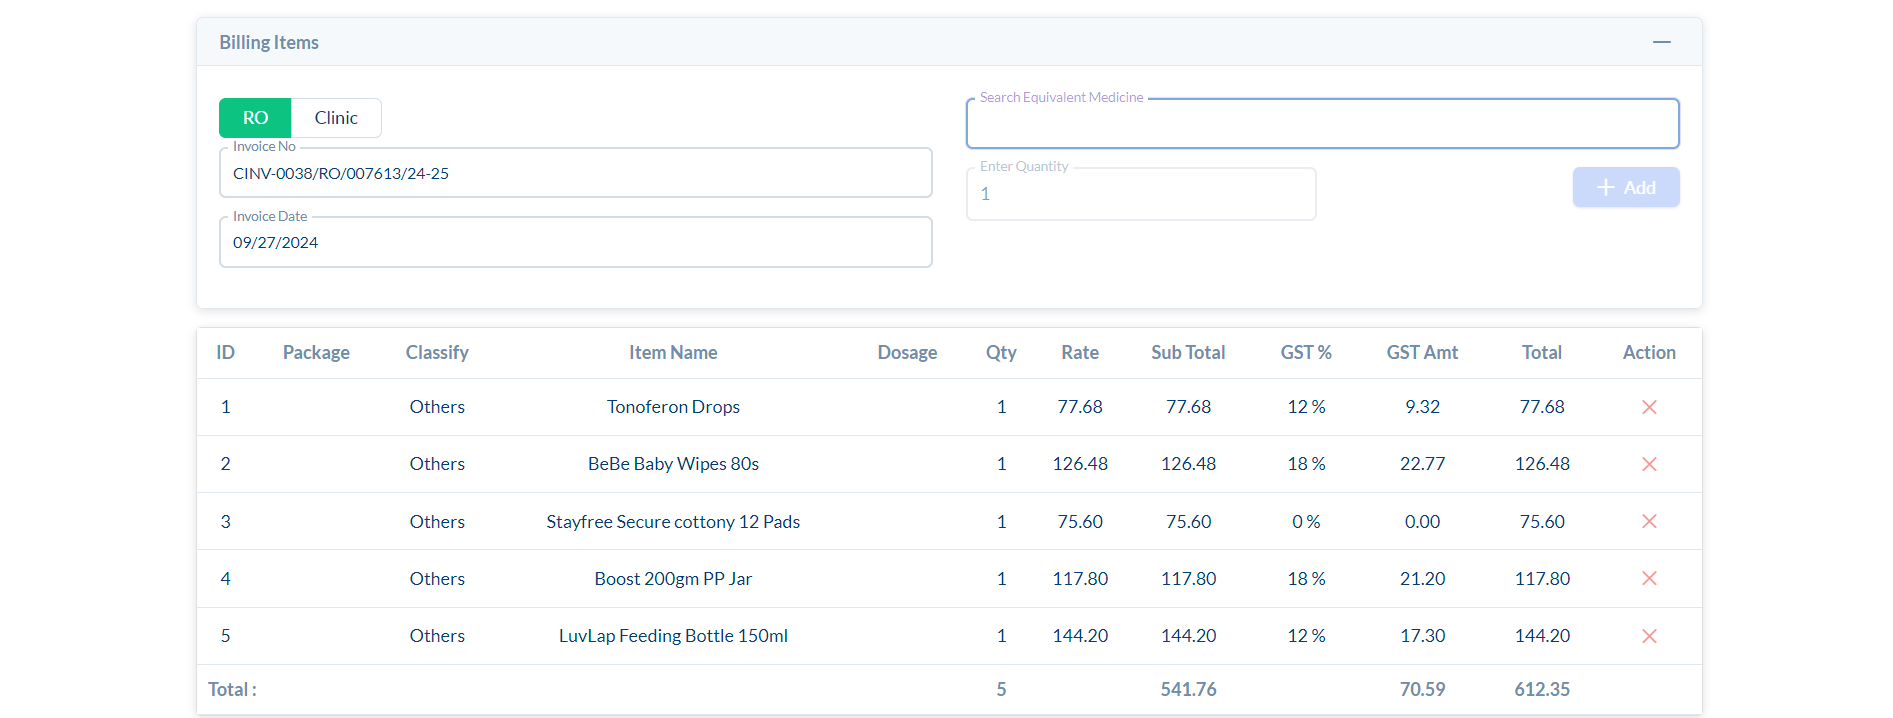 Billing Items
RO Clinic
Invoice No
CINV-0038/RO/007613/24-25
Invoice Date
09/27/2024
Search Equivalent Medicine
Enter Quantity
1
Add
ID Package Classify Item Name Dosage Qty Rate Sub Total GST % GST Amt Total Action
1 Others Tonoferon Drops 1 77.68 77.68 12 % 9.32 77.68
2 Others BeBe Baby Wipes 80s 1 126.48 126.48 18 % 22.77 126.48
3 Others Stayfree Secure cottony 12 Pads 1 75.60 75.60 0 % 0.00 75.60
4 Others Boost 200gm PP Jar 1 117.80 117.80 18 % 21.20 117.80
5 Others LuvLap Feeding Bottle 150ml 1 144.20 144.20 12 % 17.30 144.20
Total : 5 541.76 70.59 612.35